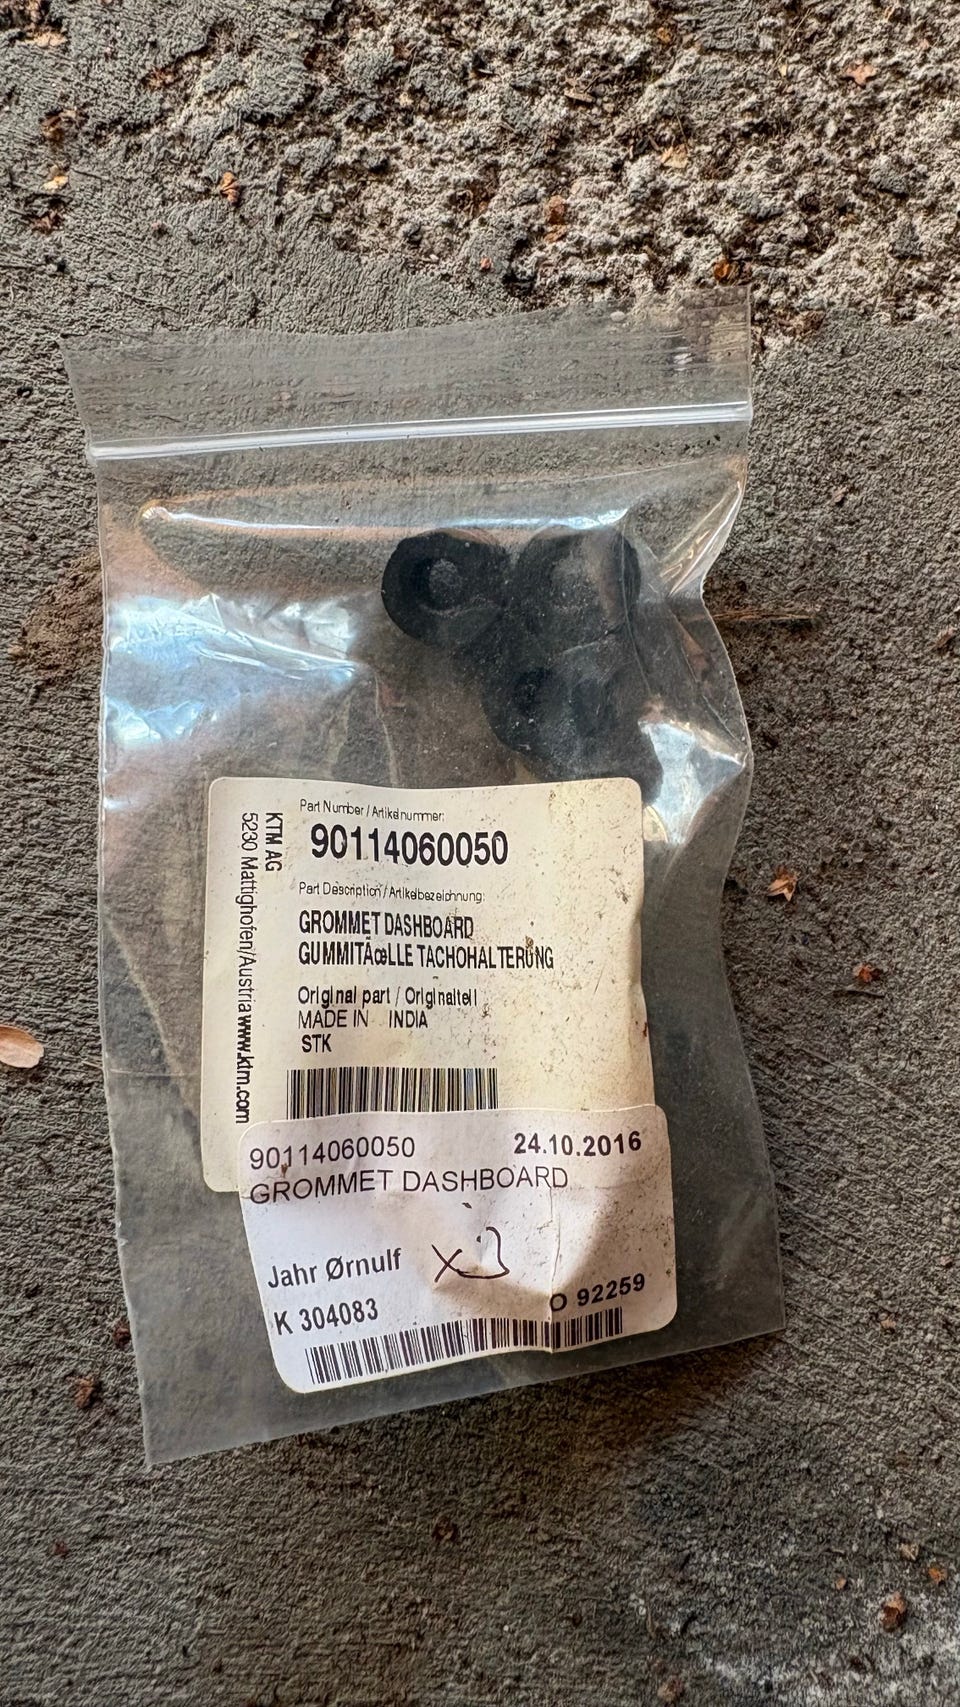 KTM AG
5230 Mattighofen/Austria www.ktm.com
Part Number / Artikelnummer:
90114060050
Part Description / Artikelbezeichnung:
GROMMET DASHBOARD
GUMMITÃœLLE TACHOHALTERUNG
Original part / Originalteil
MADE IN INDIA
STK
90114060050 24.10.2016
GROMMET DASHBOARD
Jahr Ørnulf x3
K 304083 O 92259